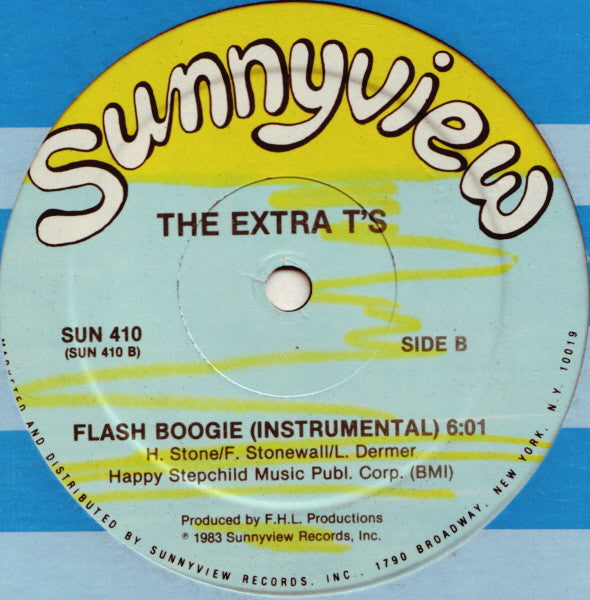 Sunnyview
THE EXTRA T'S
SUN 410
(SUN 410 B)
SIDE B
FLASH BOOGIE (INSTRUMENTAL) 6:01
H. Stone/F. Stonewall/L. Dermer
Happy Stepchild Music Publ. Corp. (BMI)
Produced by F.H.L. Productions
℗ 1983 Sunnyview Records, Inc.
MARKETED AND DISTRIBUTED BY SUNNYVIEW RECORDS, INC., 1790 BROADWAY, NEW YORK, N.Y. 10019